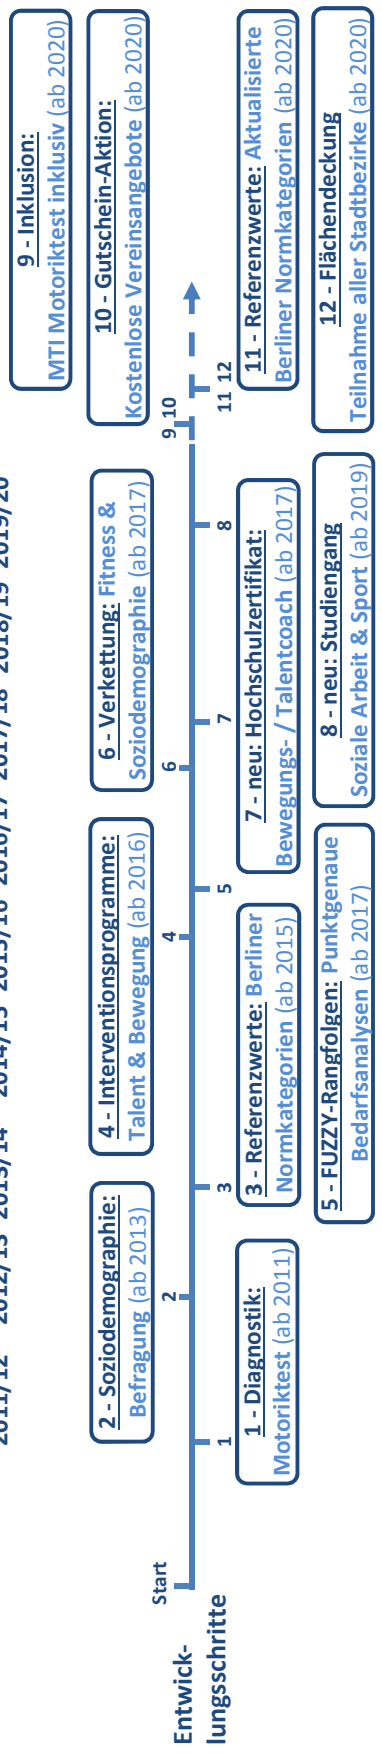 2011/12 2012/13 2013/14 2014/15 2015/16 2016/17 2017/18 2018/19 2019/20
9 - Inklusion:
MTI Motoriktest inklusiv (ab 2020)
2 - Soziodemographie:
Befragung (ab 2013)
4 - Interventionsprogramme:
Talent & Bewegung (ab 2016)
6 - Verkettung: Fitness &
Soziodemographie (ab 2017)
10 - Gutschein-Aktion:
Kostenlose Vereinsangebote (ab 2020)
Start
2
4
6
9 10
Entwick-
lungsschritte
1
3
5
7
8
11 12
1 - Diagnostik:
Motoriktest (ab 2011)
3 - Referenzwerte: Berliner
Normkategorien (ab 2015)
7 - neu: Hochschulzertifikat:
Bewegungs- / Talentcoach (ab 2017)
11 - Referenzwerte: Aktualisierte
Berliner Normkategorien (ab 2020)
5 - FUZZY-Rangfolgen: Punktgenaue
Bedarfsanalysen (ab 2017)
8 - neu: Studiengang
Soziale Arbeit & Sport (ab 2019)
12 - Flächendeckung
Teilnahme aller Stadtbezirke (ab 2020)